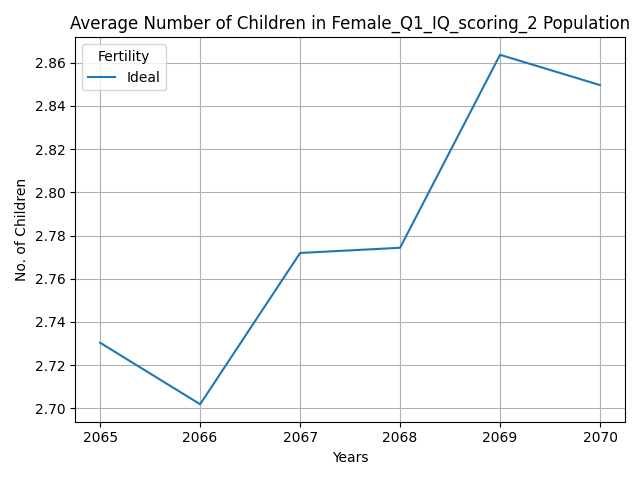 Average Number of Children in Female_Q1_IQ_scoring_2 Population
Fertility
Ideal
2.86
2.84
2.82
2.80
2.78
2.76
2.74
2.72
2.70
No. of Children
2065 2066 2067 2068 2069 2070
Years